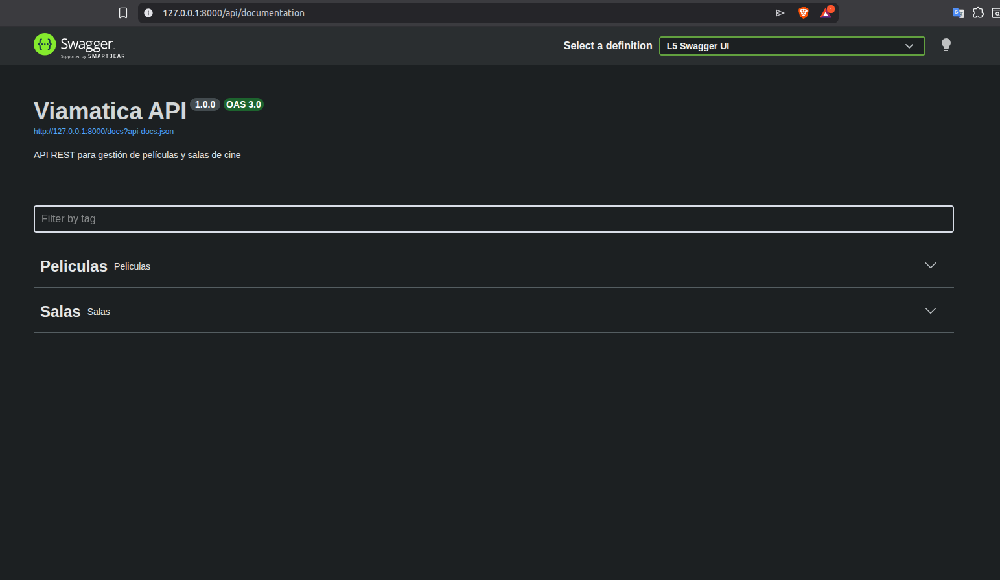 127.0.0.1:8000/api/documentation
1
Swagger
Supported by SMARTBEAR
Select a definition
L5 Swagger UI
Viamatica API 1.0.0 OAS 3.0
http://127.0.0.1:8000/docs?api-docs.json
API REST para gestión de películas y salas de cine
Filter by tag
Peliculas Peliculas
Salas Salas